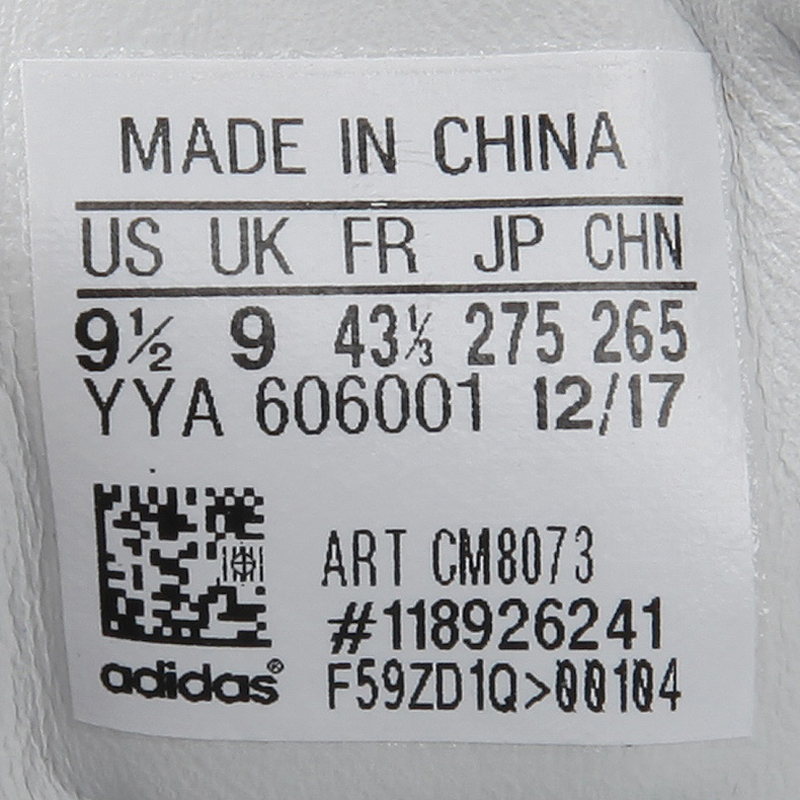 MADE IN CHINA
US UK FR JP CHN
9½ 9 43⅓ 275 265
YYA 606001 12/17
ART CM8073
#118926241
adidas® F59ZD1Q>00104